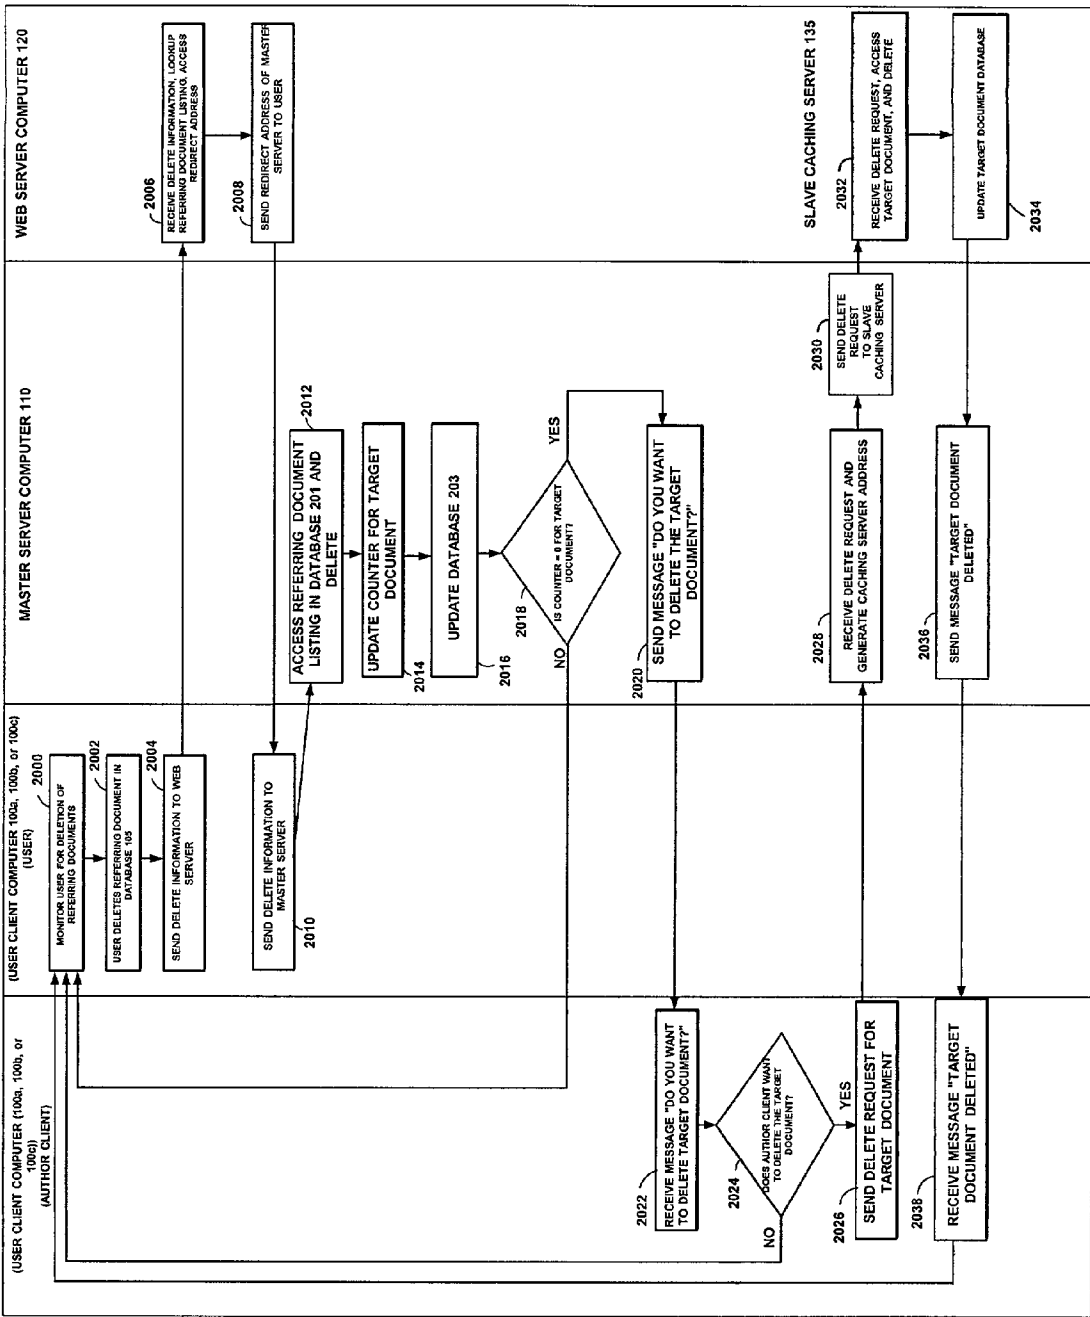 (USER CLIENT COMPUTER (100a, 100b, or
100c))
(AUTHOR CLIENT)
(USER CLIENT COMPUTER 100a, 100b, or 100c)
(USER)
MASTER SERVER COMPUTER 110
WEB SERVER COMPUTER 120
2000
MONITOR USER FOR DELETION OF
REFERRING DOCUMENTS
2002
USER DELETES REFERRING DOCUMENT IN
DATABASE 105
2004
SEND DELETE INFORMATION TO WEB
SERVER
2006
RECEIVE DELETE INFORMATION, LOOKUP
REFERRING DOCUMENT LISTING, ACCESS
REDIRECT ADDRESS
2008
SEND REDIRECT ADDRESS OF MASTER
SERVER TO USER
SEND DELETE INFORMATION TO
MASTER SERVER
2010
2012
ACCESS REFERRING DOCUMENT
LISTING IN DATABASE 201 AND
DELETE
UPDATE COUNTER FOR TARGET
DOCUMENT
2014
UPDATE DATABASE 203
2016
2018
IS COUNTER = 0 FOR TARGET
DOCUMENT?
NO
YES
2020
SEND MESSAGE "DO YOU WANT
TO DELETE THE TARGET
DOCUMENT?"
2022
RECEIVE MESSAGE "DO YOU WANT
TO DELETE TARGET DOCUMENT?"
2024
DOES AUTHOR CLIENT WANT
TO DELETE THE TARGET
DOCUMENT?
NO
YES
2026
SEND DELETE REQUEST FOR
TARGET DOCUMENT
2028
RECEIVE DELETE REQUEST AND
GENERATE CACHING SERVER ADDRESS
2030
SEND DELETE
REQUEST
TO SLAVE
CACHING SERVER
SLAVE CACHING SERVER 135
2032
RECEIVE DELETE REQUEST, ACCESS
TARGET DOCUMENT, AND DELETE
UPDATE TARGET DOCUMENT DATABASE
2034
2036
SEND MESSAGE "TARGET DOCUMENT
DELETED"
2038
RECEIVE MESSAGE "TARGET
DOCUMENT DELETED"